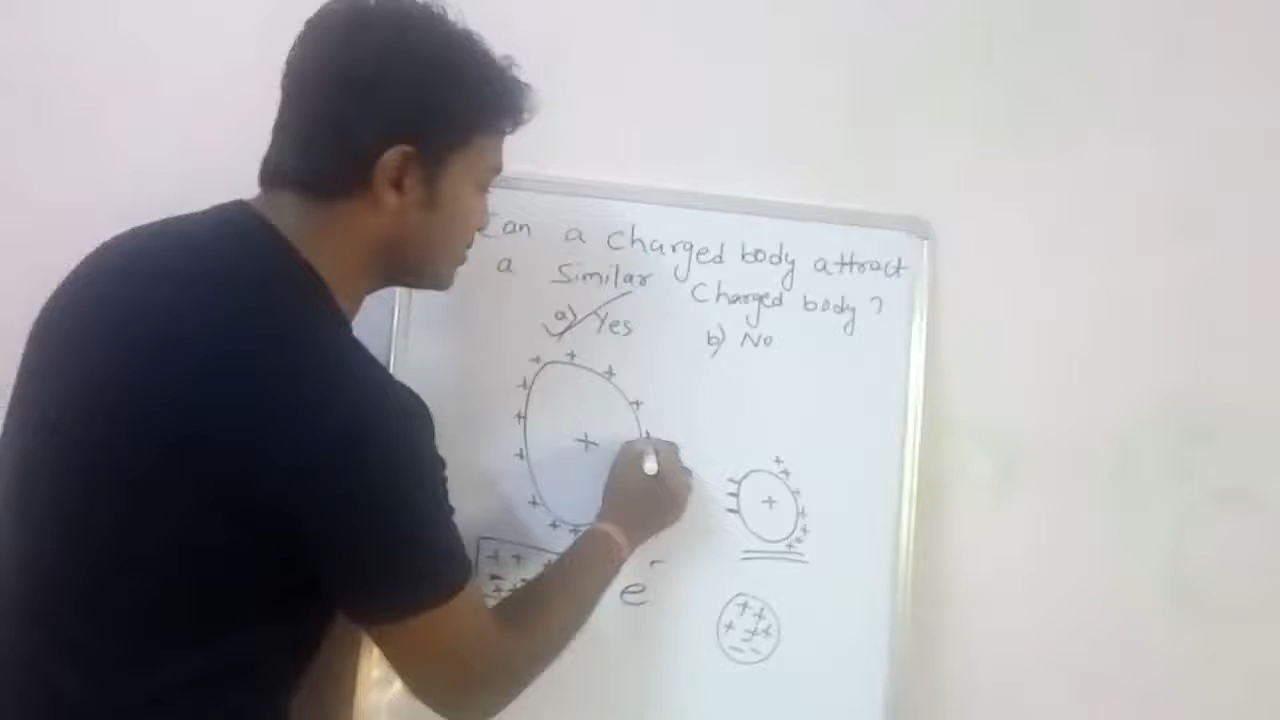 Can a charged body attract
a Similar Charged body ?
a) Yes b) No
+ + + + + + + + + + +
+
+ + + + + + +
+
+ +
++
e⁻
+ + + + +
- -